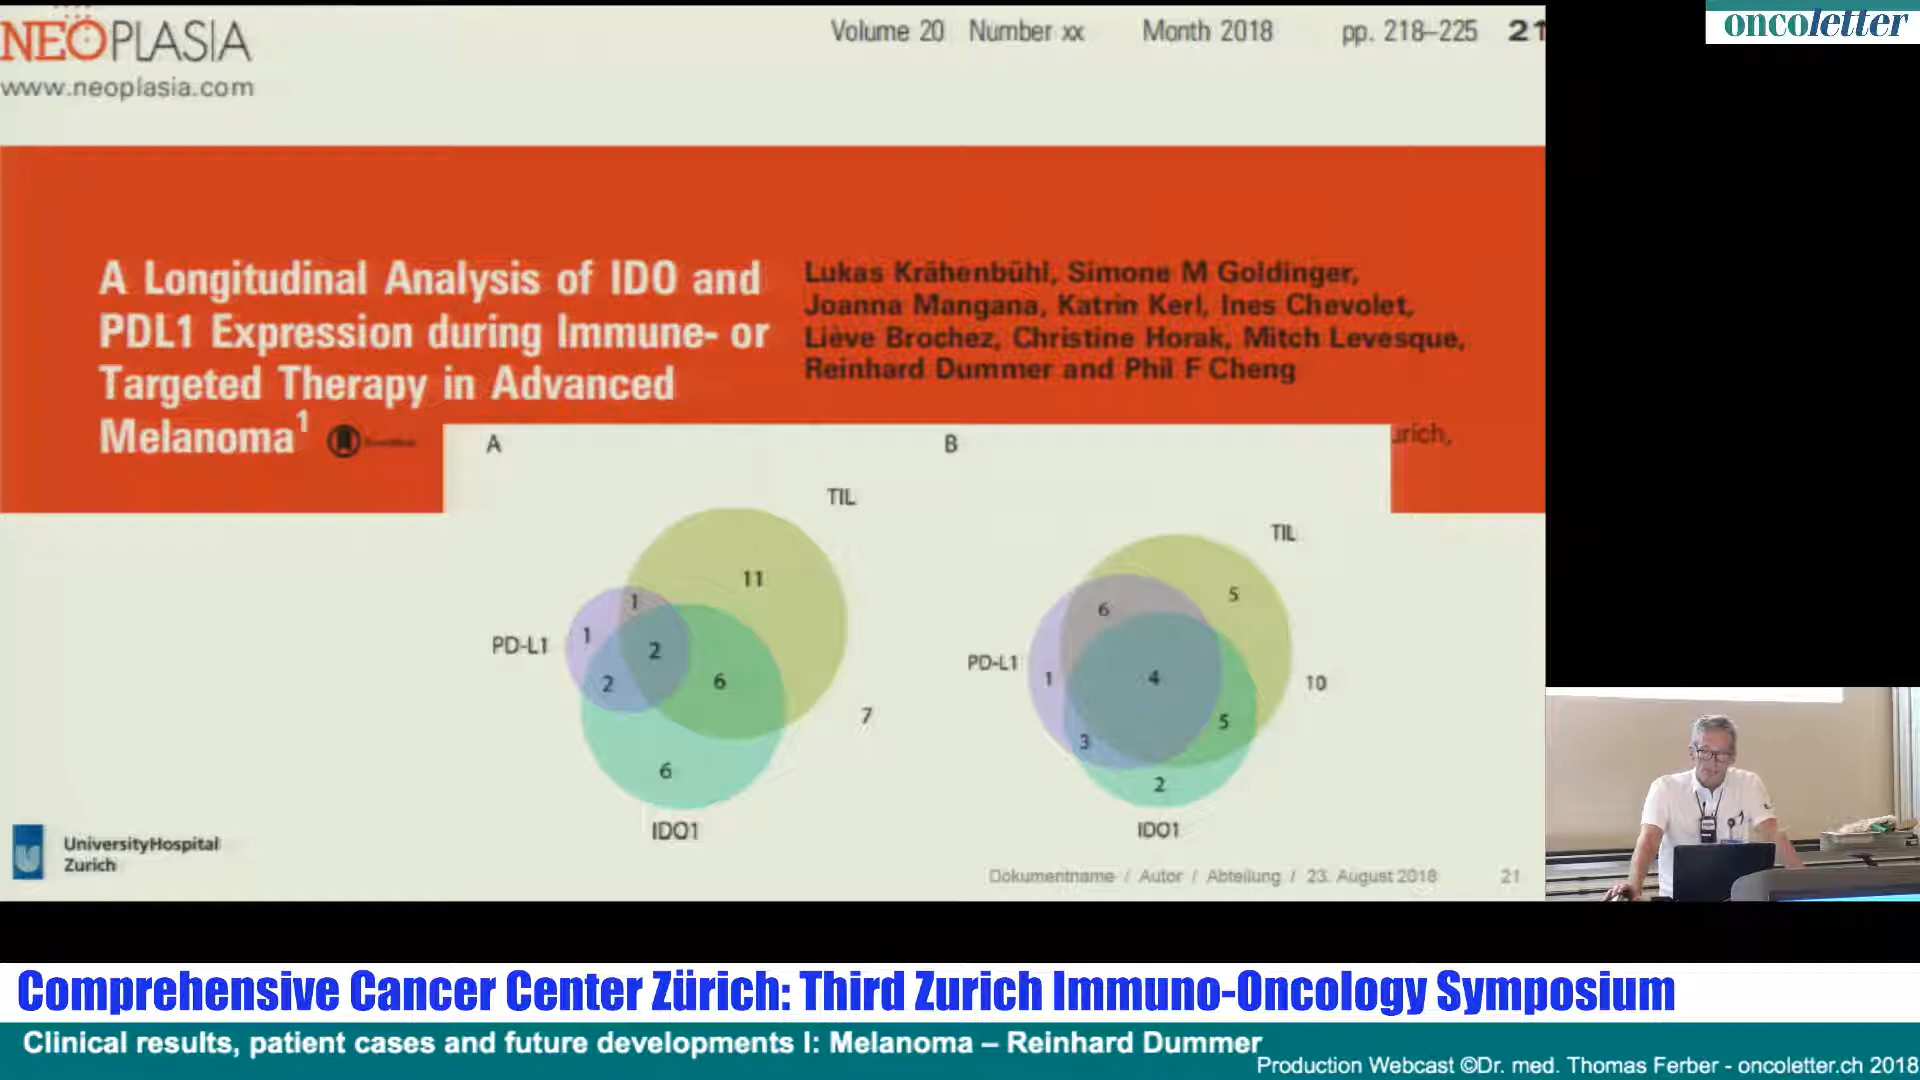 NEOPLASIA
www.neoplasia.com
Volume 20 Number xx Month 2018 pp. 218–225 21
oncoletter
A Longitudinal Analysis of IDO and
PDL1 Expression during Immune- or
Targeted Therapy in Advanced
Melanoma1
Lukas Krähenbühl, Simone M Goldinger,
Joanna Mangana, Katrin Kerl, Ines Chevolet,
Liève Brochez, Christine Horak, Mitch Levesque,
Reinhard Dummer and Phil F Cheng
urich,
A
TIL
11
1
1
PD-L1
2
2
6
7
6
IDO1
B
TIL
5
6
PD-L1
1
4
10
5
3
2
IDO1
UniversityHospital
Zurich
Dokumentname / Autor / Abteilung / 23. August 2018 21
Comprehensive Cancer Center Zürich: Third Zurich Immuno-Oncology Symposium
Clinical results, patient cases and future developments I: Melanoma – Reinhard Dummer
Production Webcast ©Dr. med. Thomas Ferber - oncoletter.ch 2018